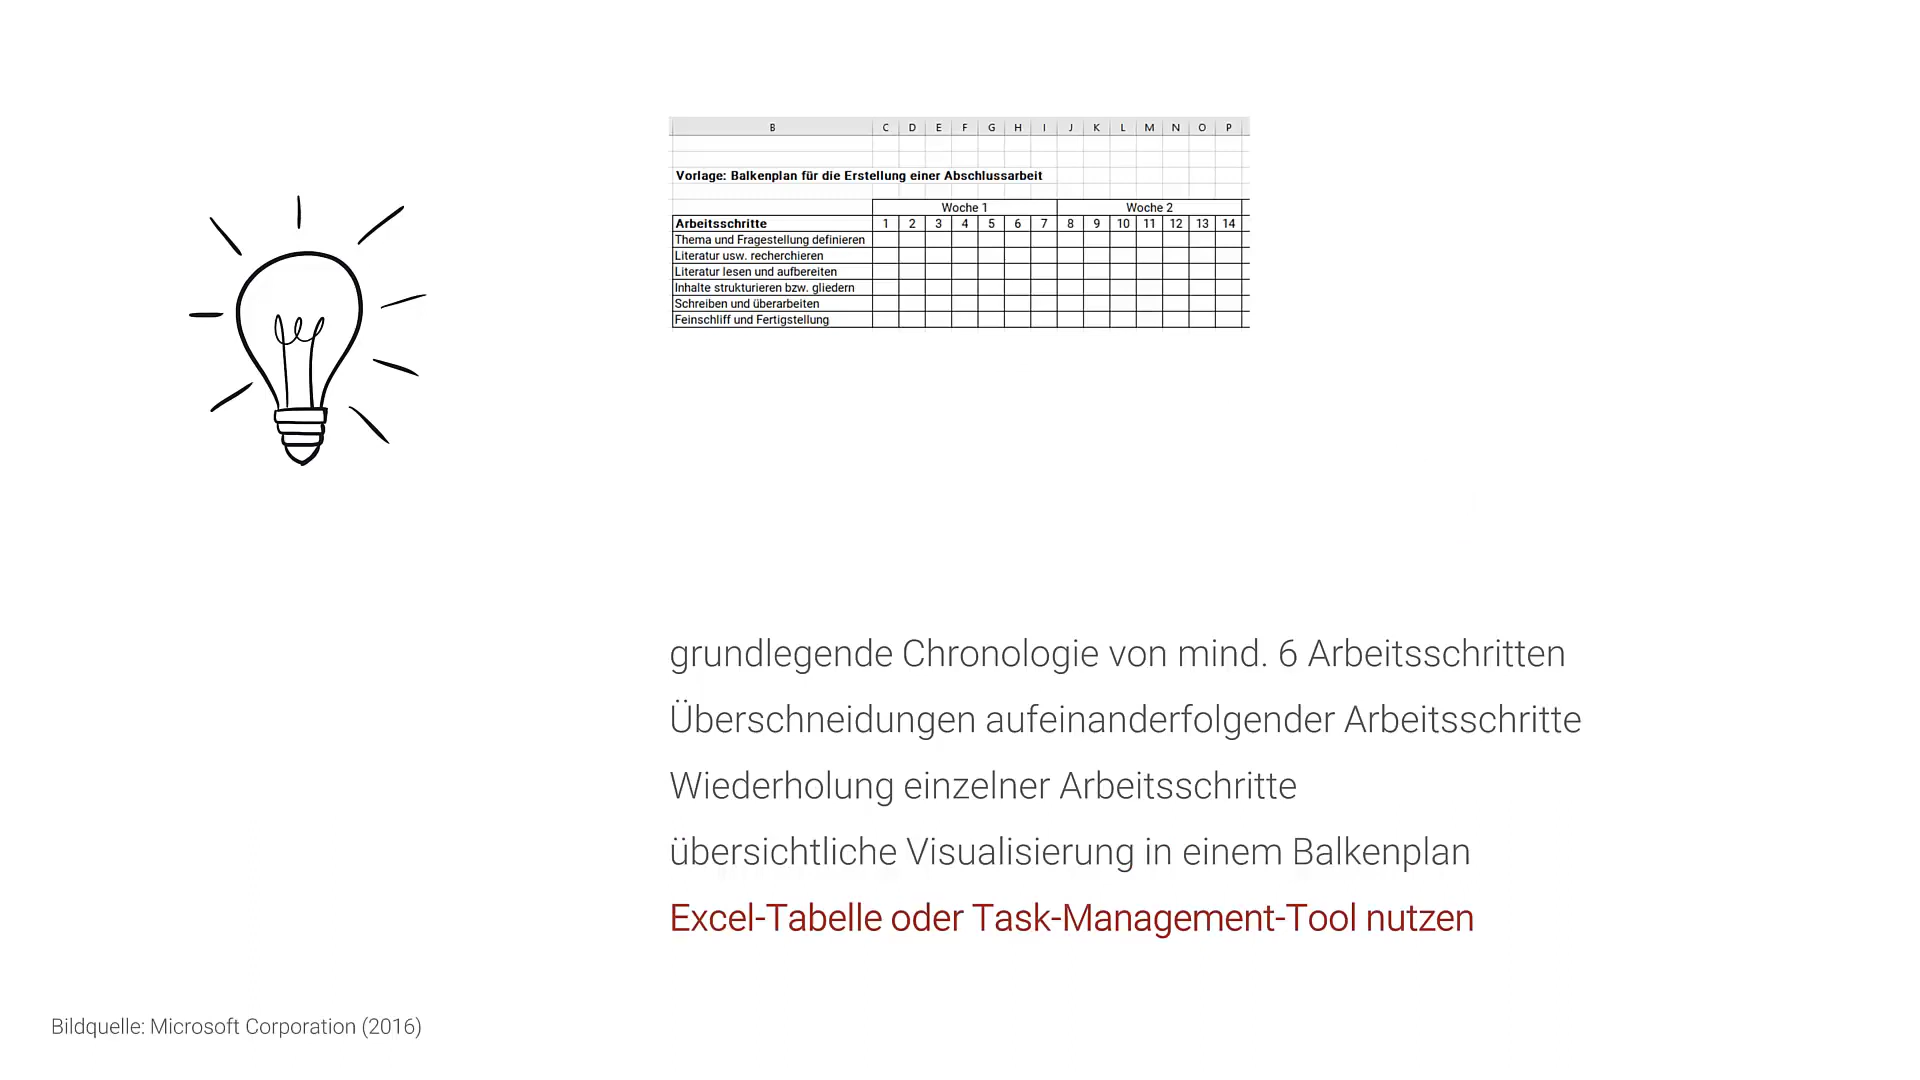 B C D E F G H I J K L M N O P
Vorlage: Balkenplan für die Erstellung einer Abschlussarbeit
Woche 1 Woche 2
Arbeitsschritte 1 2 3 4 5 6 7 8 9 10 11 12 13 14
Thema und Fragestellung definieren
Literatur usw. recherchieren
Literatur lesen und aufbereiten
Inhalte strukturieren bzw. gliedern
Schreiben und überarbeiten
Feinschliff und Fertigstellung
grundlegende Chronologie von mind. 6 Arbeitsschritten
Überschneidungen aufeinanderfolgender Arbeitsschritte
Wiederholung einzelner Arbeitsschritte
übersichtliche Visualisierung in einem Balkenplan
Excel-Tabelle oder Task-Management-Tool nutzen
Bildquelle: Microsoft Corporation (2016)